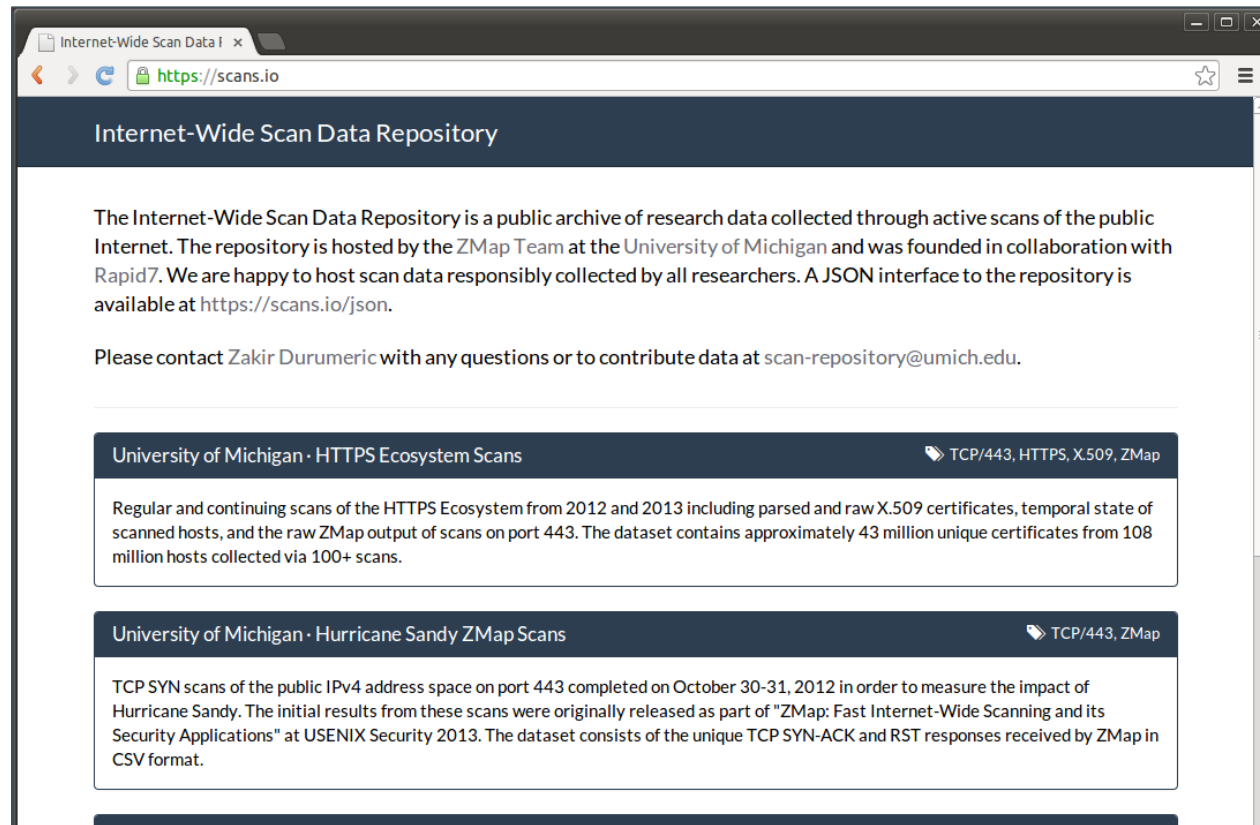 Internet-Wide Scan Data R
https://scans.io
Internet-Wide Scan Data Repository
The Internet-Wide Scan Data Repository is a public archive of research data collected through active scans of the public
Internet. The repository is hosted by the ZMap Team at the University of Michigan and was founded in collaboration with
Rapid7. We are happy to host scan data responsibly collected by all researchers. A JSON interface to the repository is
available at https://scans.io/json.
Please contact Zakir Durumeric with any questions or to contribute data at scan-repository@umich.edu.
University of Michigan · HTTPS Ecosystem Scans
TCP/443, HTTPS, X.509, ZMap
Regular and continuing scans of the HTTPS Ecosystem from 2012 and 2013 including parsed and raw X.509 certificates, temporal state of
scanned hosts, and the raw ZMap output of scans on port 443. The dataset contains approximately 43 million unique certificates from 108
million hosts collected via 100+ scans.
University of Michigan · Hurricane Sandy ZMap Scans
TCP/443, ZMap
TCP SYN scans of the public IPv4 address space on port 443 completed on October 30-31, 2012 in order to measure the impact of
Hurricane Sandy. The initial results from these scans were originally released as part of "ZMap: Fast Internet-Wide Scanning and its
Security Applications" at USENIX Security 2013. The dataset consists of the unique TCP SYN-ACK and RST responses received by ZMap in
CSV format.